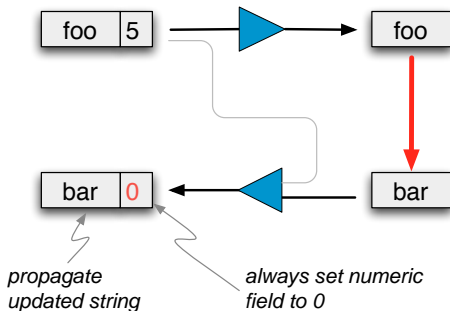 foo 5 foo
bar 0 bar
propagate
updated string
always set numeric
field to 0